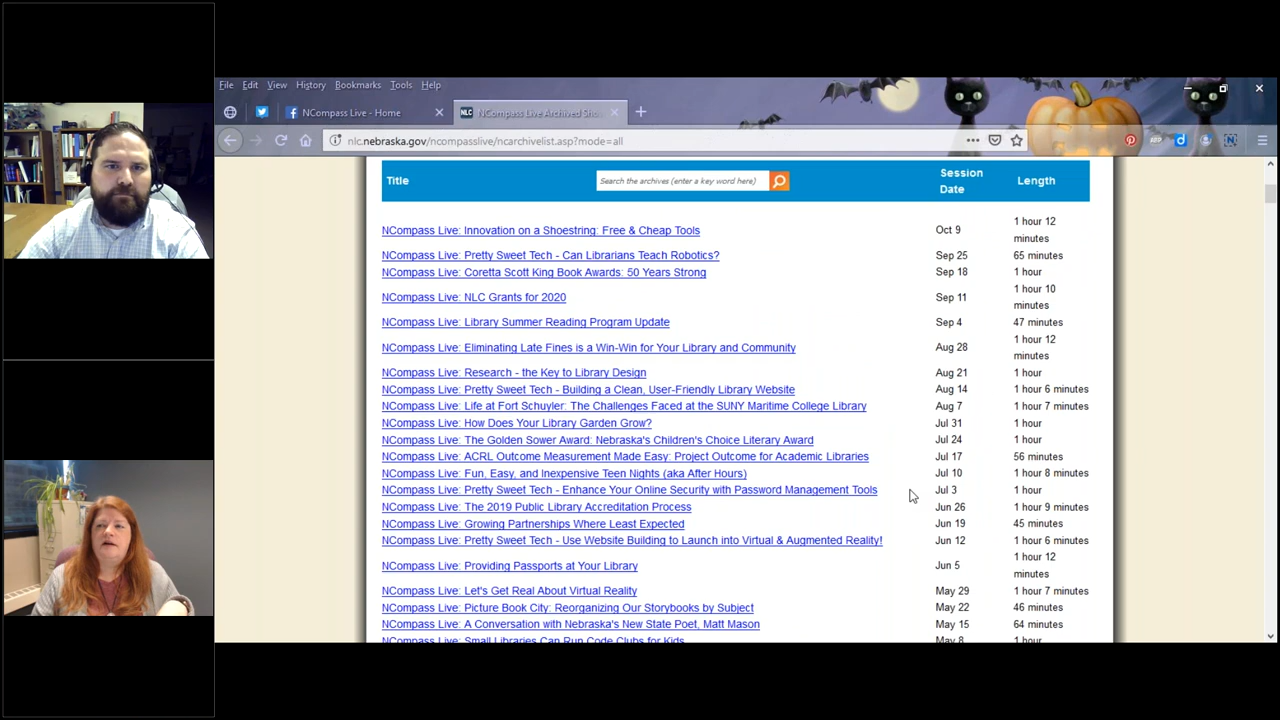 File Edit View History Bookmarks Tools Help
NCompass Live - Home
NLC NCompass Live Archived Sho
nlc.nebraska.gov/ncompasslive/ncarchivelist.asp?mode=all
Title
Search the archives (enter a key word here)
Session Date
Length
NCompass Live: Innovation on a Shoestring: Free & Cheap Tools Oct 9 1 hour 12 minutes
NCompass Live: Pretty Sweet Tech - Can Librarians Teach Robotics? Sep 25 65 minutes
NCompass Live: Coretta Scott King Book Awards: 50 Years Strong Sep 18 1 hour
NCompass Live: NLC Grants for 2020 Sep 11 1 hour 10 minutes
NCompass Live: Library Summer Reading Program Update Sep 4 47 minutes
NCompass Live: Eliminating Late Fines is a Win-Win for Your Library and Community Aug 28 1 hour 12 minutes
NCompass Live: Research - the Key to Library Design Aug 21 1 hour
NCompass Live: Pretty Sweet Tech - Building a Clean, User-Friendly Library Website Aug 14 1 hour 6 minutes
NCompass Live: Life at Fort Schuyler: The Challenges Faced at the SUNY Maritime College Library Aug 7 1 hour 7 minutes
NCompass Live: How Does Your Library Garden Grow? Jul 31 1 hour
NCompass Live: The Golden Sower Award: Nebraska's Children's Choice Literary Award Jul 24 1 hour
NCompass Live: ACRL Outcome Measurement Made Easy: Project Outcome for Academic Libraries Jul 17 56 minutes
NCompass Live: Fun, Easy, and Inexpensive Teen Nights (aka After Hours) Jul 10 1 hour 8 minutes
NCompass Live: Pretty Sweet Tech - Enhance Your Online Security with Password Management Tools Jul 3 1 hour
NCompass Live: The 2019 Public Library Accreditation Process Jun 26 1 hour 9 minutes
NCompass Live: Growing Partnerships Where Least Expected Jun 19 45 minutes
NCompass Live: Pretty Sweet Tech - Use Website Building to Launch into Virtual & Augmented Reality! Jun 12 1 hour 6 minutes
NCompass Live: Providing Passports at Your Library Jun 5 1 hour 12 minutes
NCompass Live: Let's Get Real About Virtual Reality May 29 1 hour 7 minutes
NCompass Live: Picture Book City: Reorganizing Our Storybooks by Subject May 22 46 minutes
NCompass Live: A Conversation with Nebraska's New State Poet, Matt Mason May 15 64 minutes
NCompass Live: Small Libraries Can Run Code Clubs for Kids May 8 1 hour